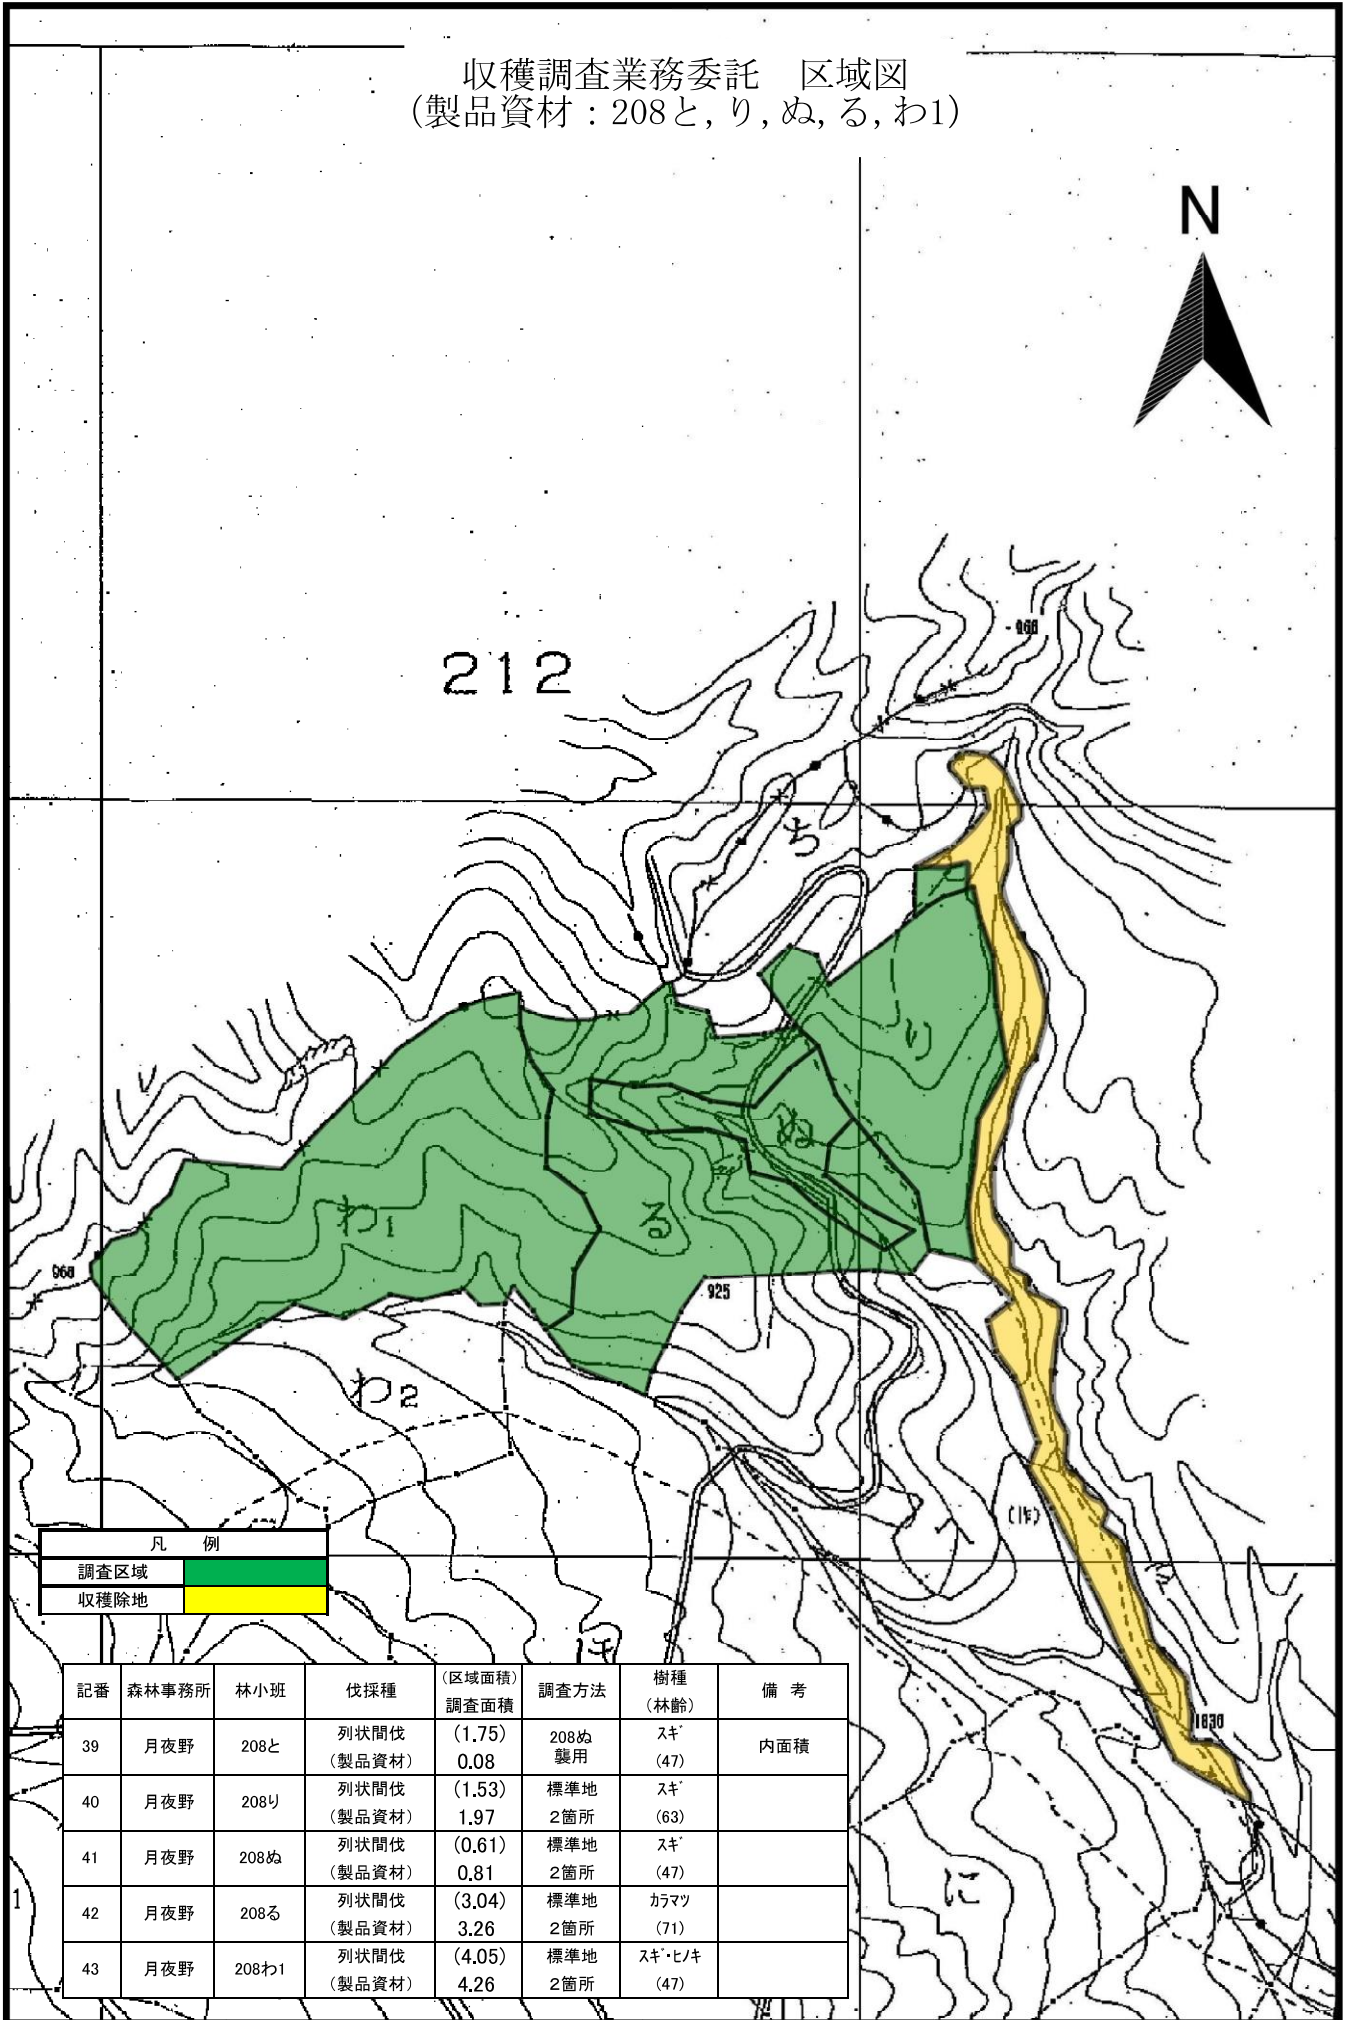 収穫調査業務委託　区域図
(製品資材：208と,り,ぬ,る,わ1)
N
212
ち
と
り
ぬ
わ1
る
960
925
わ2
(作)
凡　例
調査区域
収穫除地
ほ
に
1
記番 森林事務所 林小班 伐採種 (区域面積) 調査面積 調査方法 樹種 (林齢) 備 考
39 月夜野 208と 列状間伐 (製品資材) (1.75) 0.08 208ぬ 襲用 スギ (47) 内面積
40 月夜野 208り 列状間伐 (製品資材) (1.53) 1.97 標準地 2箇所 スギ (63)
41 月夜野 208ぬ 列状間伐 (製品資材) (0.61) 0.81 標準地 2箇所 スギ (47)
42 月夜野 208る 列状間伐 (製品資材) (3.04) 3.26 標準地 2箇所 カラマツ (71)
43 月夜野 208わ1 列状間伐 (製品資材) (4.05) 4.26 標準地 2箇所 スギ・ヒノキ (47)